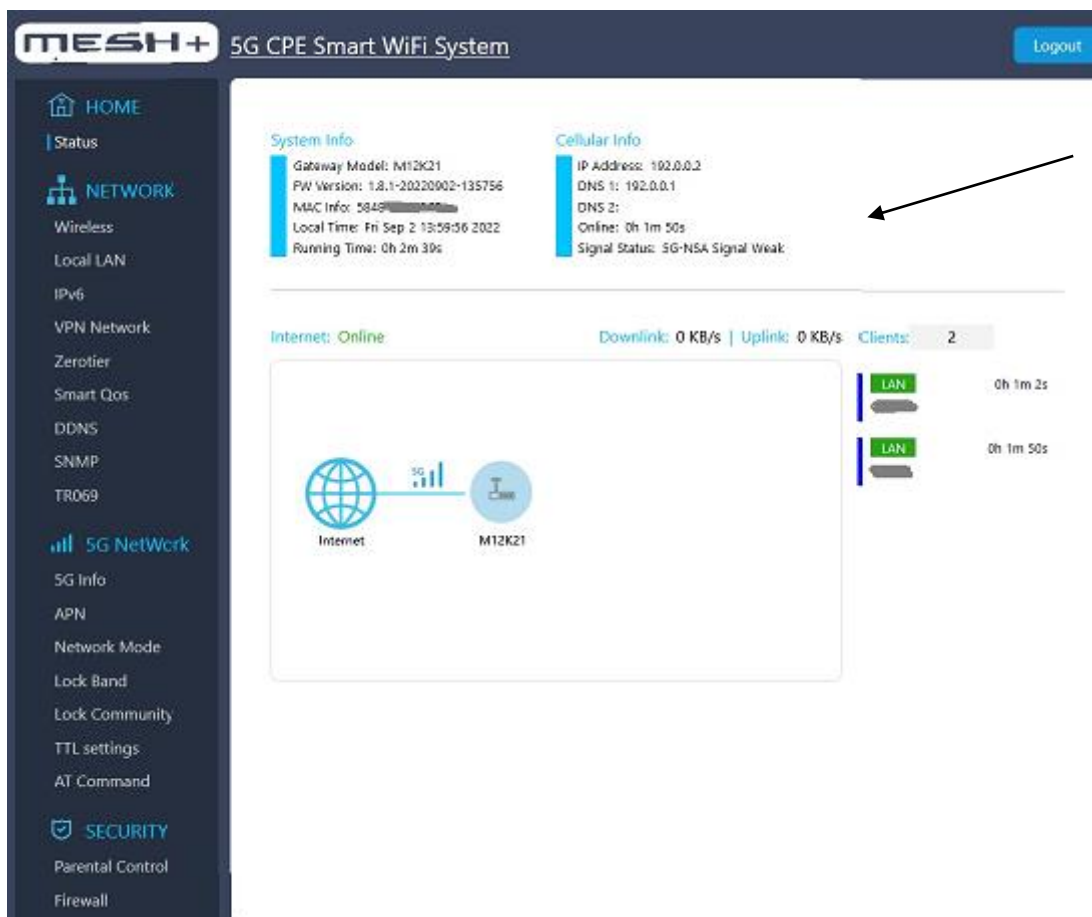 MESH+
5G CPE Smart WiFi System
Logout
HOME
Status
NETWORK
Wireless
Local LAN
IPv6
VPN Network
Zerotier
Smart Qos
DDNS
SNMP
TR069
5G NetWork
5G Info
APN
Network Mode
Lock Band
Lock Community
TTL settings
AT Command
SECURITY
Parental Control
Firewall
System Info
Gateway Model: M12K21
FW Version: 1.8.1-20220902-135756
MAC Info: 5848
Local Time: Fri Sep 2 13:59:56 2022
Running Time: 0h 2m 39s
Cellular Info
IP Address: 192.0.0.2
DNS 1: 192.0.0.1
DNS 2:
Online: 0h 1m 50s
Signal Status: 5G-NSA Signal Weak
Internet: Online
Downlink: 0 KB/s | Uplink: 0 KB/s
Clients: 2
5G
Internet
M12K21
LAN 0h 1m 2s
LAN 0h 1m 50s